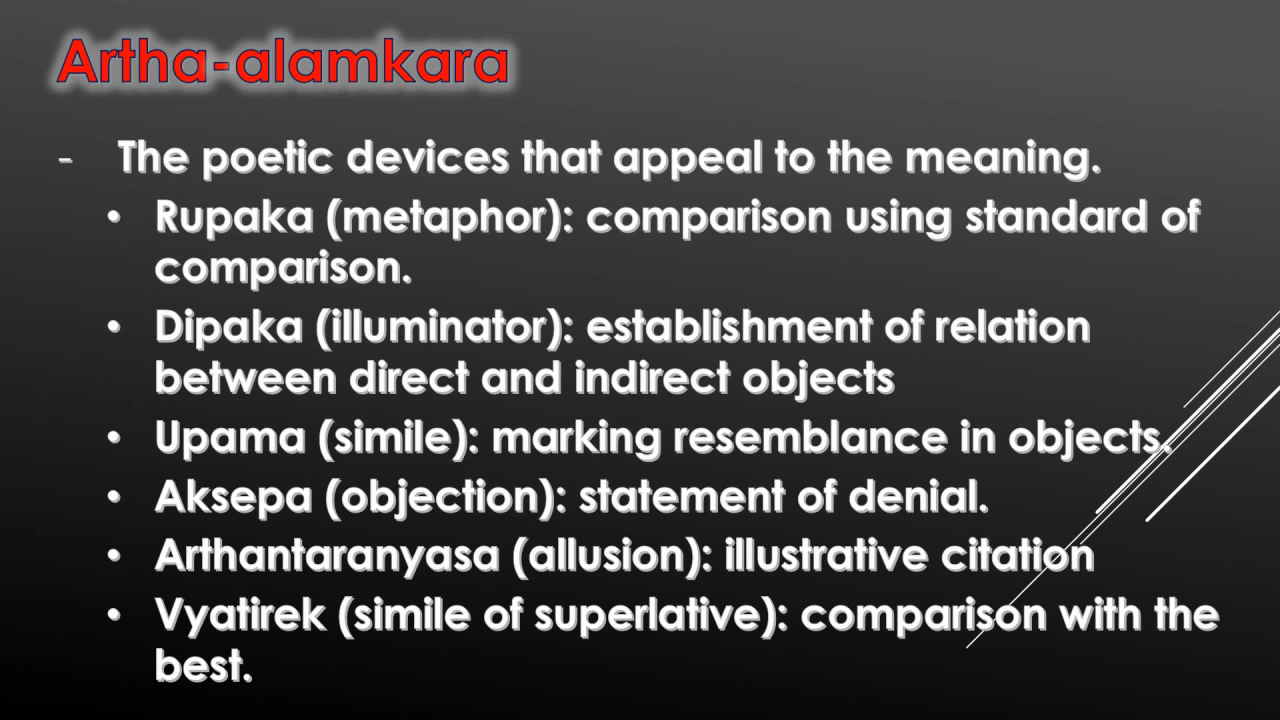 Artha-alamkara
- The poetic devices that appeal to the meaning.
• Rupaka (metaphor): comparison using standard of
comparison.
• Dipaka (illuminator): establishment of relation
between direct and indirect objects
• Upama (simile): marking resemblance in objects.
• Aksepa (objection): statement of denial.
• Arthantaranyasa (allusion): illustrative citation
• Vyatirek (simile of superlative): comparison with the
best.